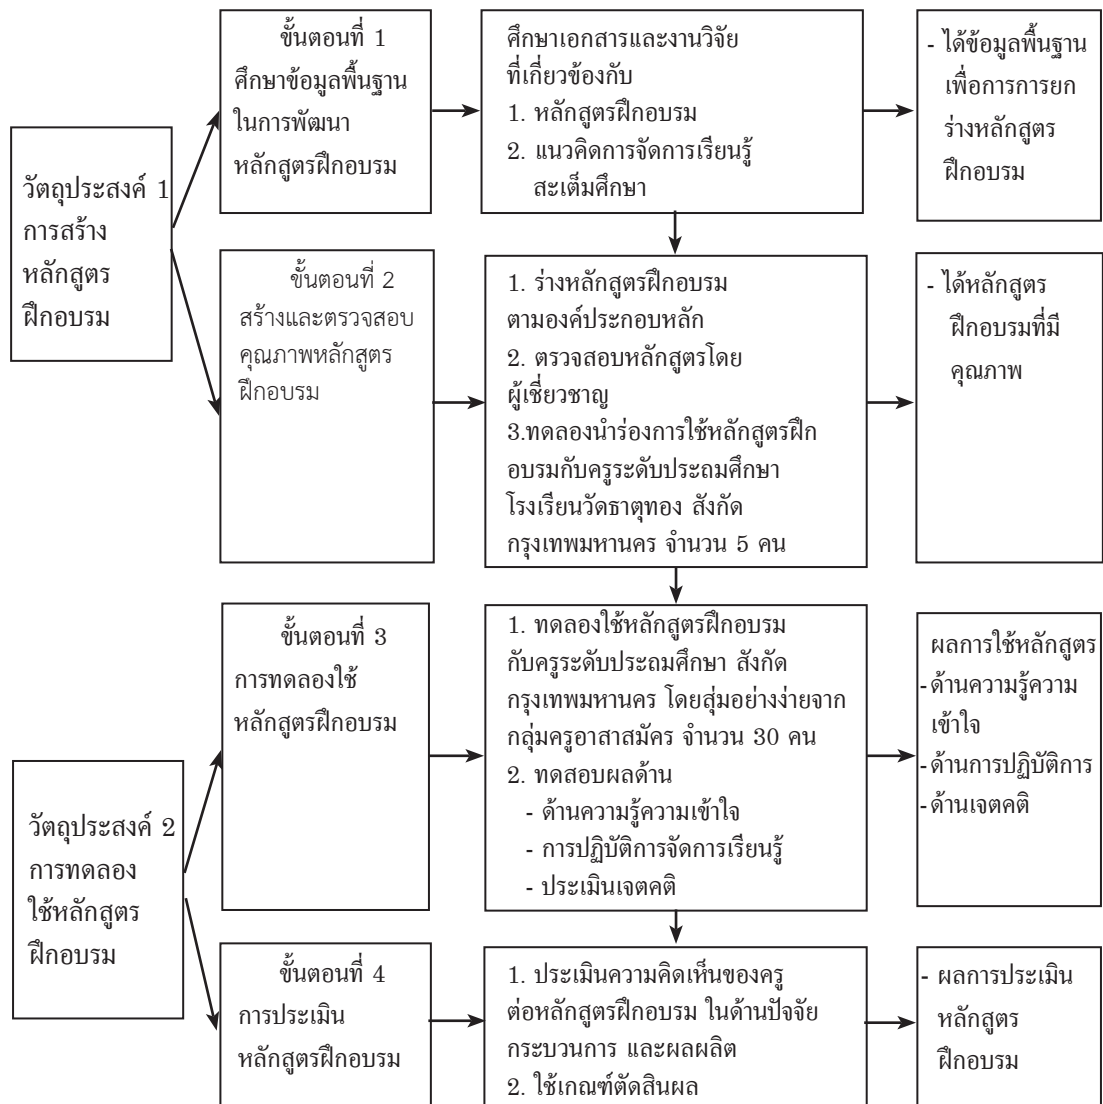 วัตถุประสงค์ 1
การสร้าง
หลักสูตร
ฝึกอบรม
ขั้นตอนที่ 1
ศึกษาข้อมูลพื้นฐาน
ในการพัฒนา
หลักสูตรฝึกอบรม
ศึกษาเอกสารและงานวิจัย
ที่เกี่ยวข้องกับ
1. หลักสูตรฝึกอบรม
2. แนวคิดการจัดการเรียนรู้
สะเต็มศึกษา
- ได้ข้อมูลพื้นฐาน
เพื่อการการยก
ร่างหลักสูตร
ฝึกอบรม
ขั้นตอนที่ 2
สร้างและตรวจสอบ
คุณภาพหลักสูตร
ฝึกอบรม
1. ร่างหลักสูตรฝึกอบรม
ตามองค์ประกอบหลัก
2. ตรวจสอบหลักสูตรโดย
ผู้เชี่ยวชาญ
3.ทดลองนำร่องการใช้หลักสูตรฝึก
อบรมกับครูระดับประถมศึกษา
โรงเรียนวัดธาตุทอง สังกัด
กรุงเทพมหานคร จำนวน 5 คน
- ได้หลักสูตร
ฝึกอบรมที่มี
คุณภาพ
วัตถุประสงค์ 2
การทดลอง
ใช้หลักสูตร
ฝึกอบรม
ขั้นตอนที่ 3
การทดลองใช้
หลักสูตรฝึกอบรม
1. ทดลองใช้หลักสูตรฝึกอบรม
กับครูระดับประถมศึกษา สังกัด
กรุงเทพมหานคร โดยสุ่มอย่างง่ายจาก
กลุ่มครูอาสาสมัคร จำนวน 30 คน
2. ทดสอบผลด้าน
- ด้านความรู้ความเข้าใจ
- การปฏิบัติการจัดการเรียนรู้
- ประเมินเจตคติ
ผลการใช้หลักสูตร
- ด้านความรู้ความ
เข้าใจ
- ด้านการปฏิบัติการ
- ด้านเจตคติ
ขั้นตอนที่ 4
การประเมิน
หลักสูตรฝึกอบรม
1. ประเมินความคิดเห็นของครู
ต่อหลักสูตรฝึกอบรม ในด้านปัจจัย
กระบวนการ และผลผลิต
2. ใช้เกณฑ์ตัดสินผล
- ผลการประเมิน
หลักสูตร
ฝึกอบรม